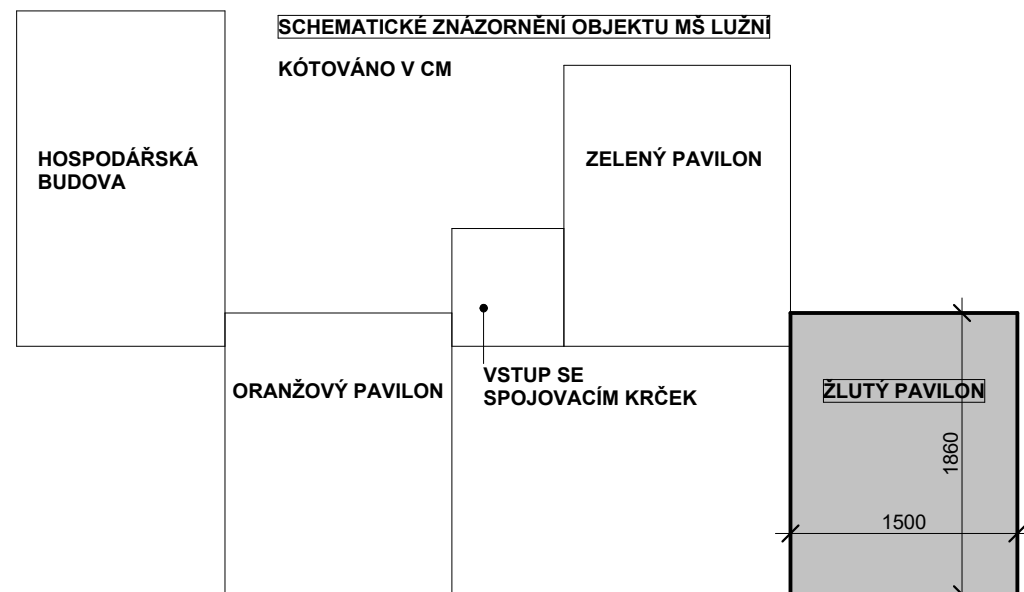 SCHEMATICKÉ ZNÁZORNĚNÍ OBJEKTU MŠ LUŽNÍ
KÓTOVÁNO V CM
HOSPODÁŘSKÁ
BUDOVA
ZELENÝ PAVILON
ORANŽOVÝ PAVILON
VSTUP SE
SPOJOVACÍM KRČEK
ŽLUTÝ PAVILON
1860
1500